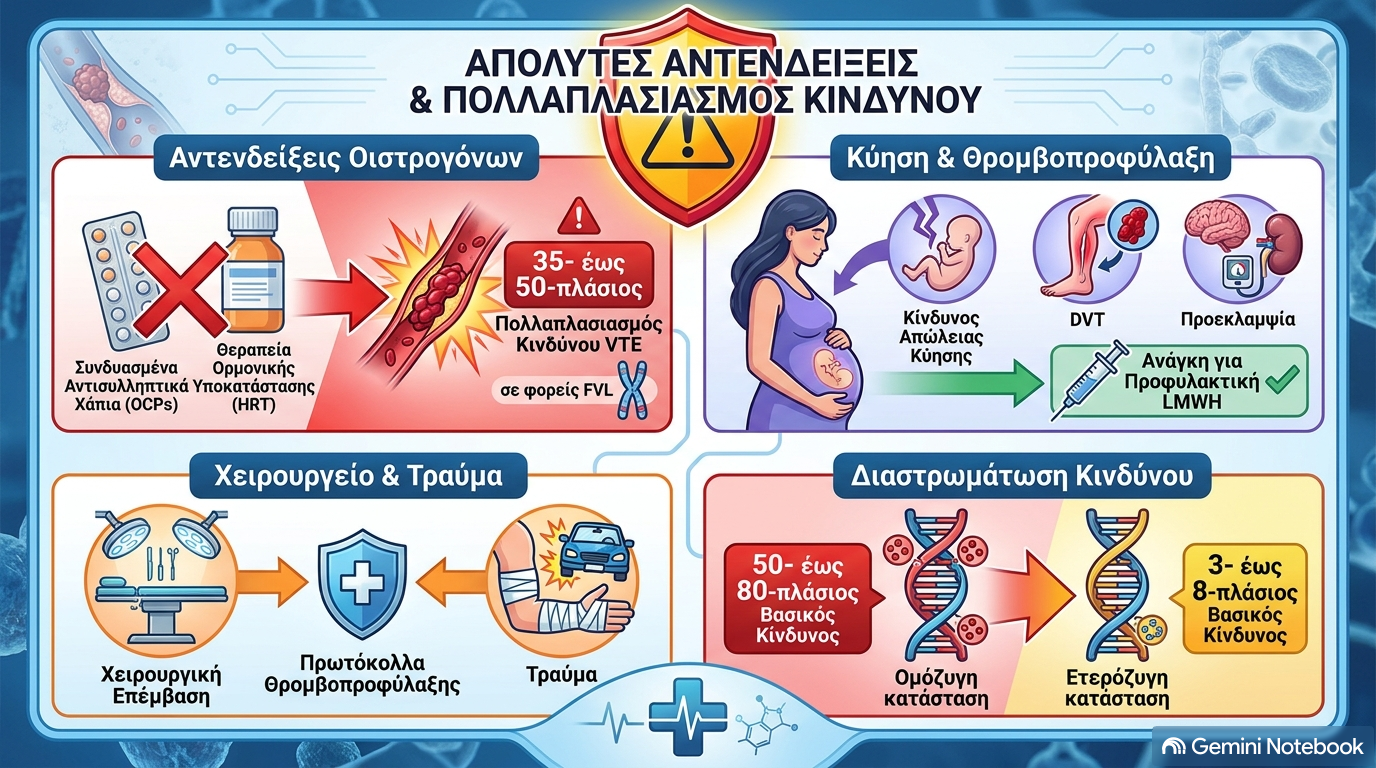 ΑΠΟΛΥΤΕΣ ΑΝΤΕΝΔΕΙΞΕΙΣ
& ΠΟΛΛΑΠΛΑΣΙΑΣΜΟΣ ΚΙΝΔΥΝΟΥ
Αντενδείξεις Οιστρογόνων
Συνδυασμένα
Αντισυλληπτικά
Χάπια (OCPs)
Θεραπεία
Ορμονικής
Υποκατάστασης
(HRT)
35- έως
50-πλάσιος
Πολλαπλασιασμός
Κινδύνου VTE
σε φορείς FVL
Κύηση & Θρομβοπροφύλαξη
Κίνδυνος
Απώλειας
Κύησης
DVT
Προεκλαμψία
Ανάγκη για
Προφυλακτική
LMWH
Χειρουργείο & Τραύμα
Χειρουργική
Επέμβαση
Πρωτόκολλα
Θρομβοπροφύλαξης
Τραύμα
Διαστρωμάτωση Κινδύνου
50- έως
80-πλάσιος
Βασικός
Κίνδυνος
Ομόζυγη
κατάσταση
Ετερόζυγη
κατάσταση
3- έως
8-πλάσιος
Βασικός
Κίνδυνος
Gemini Notebook